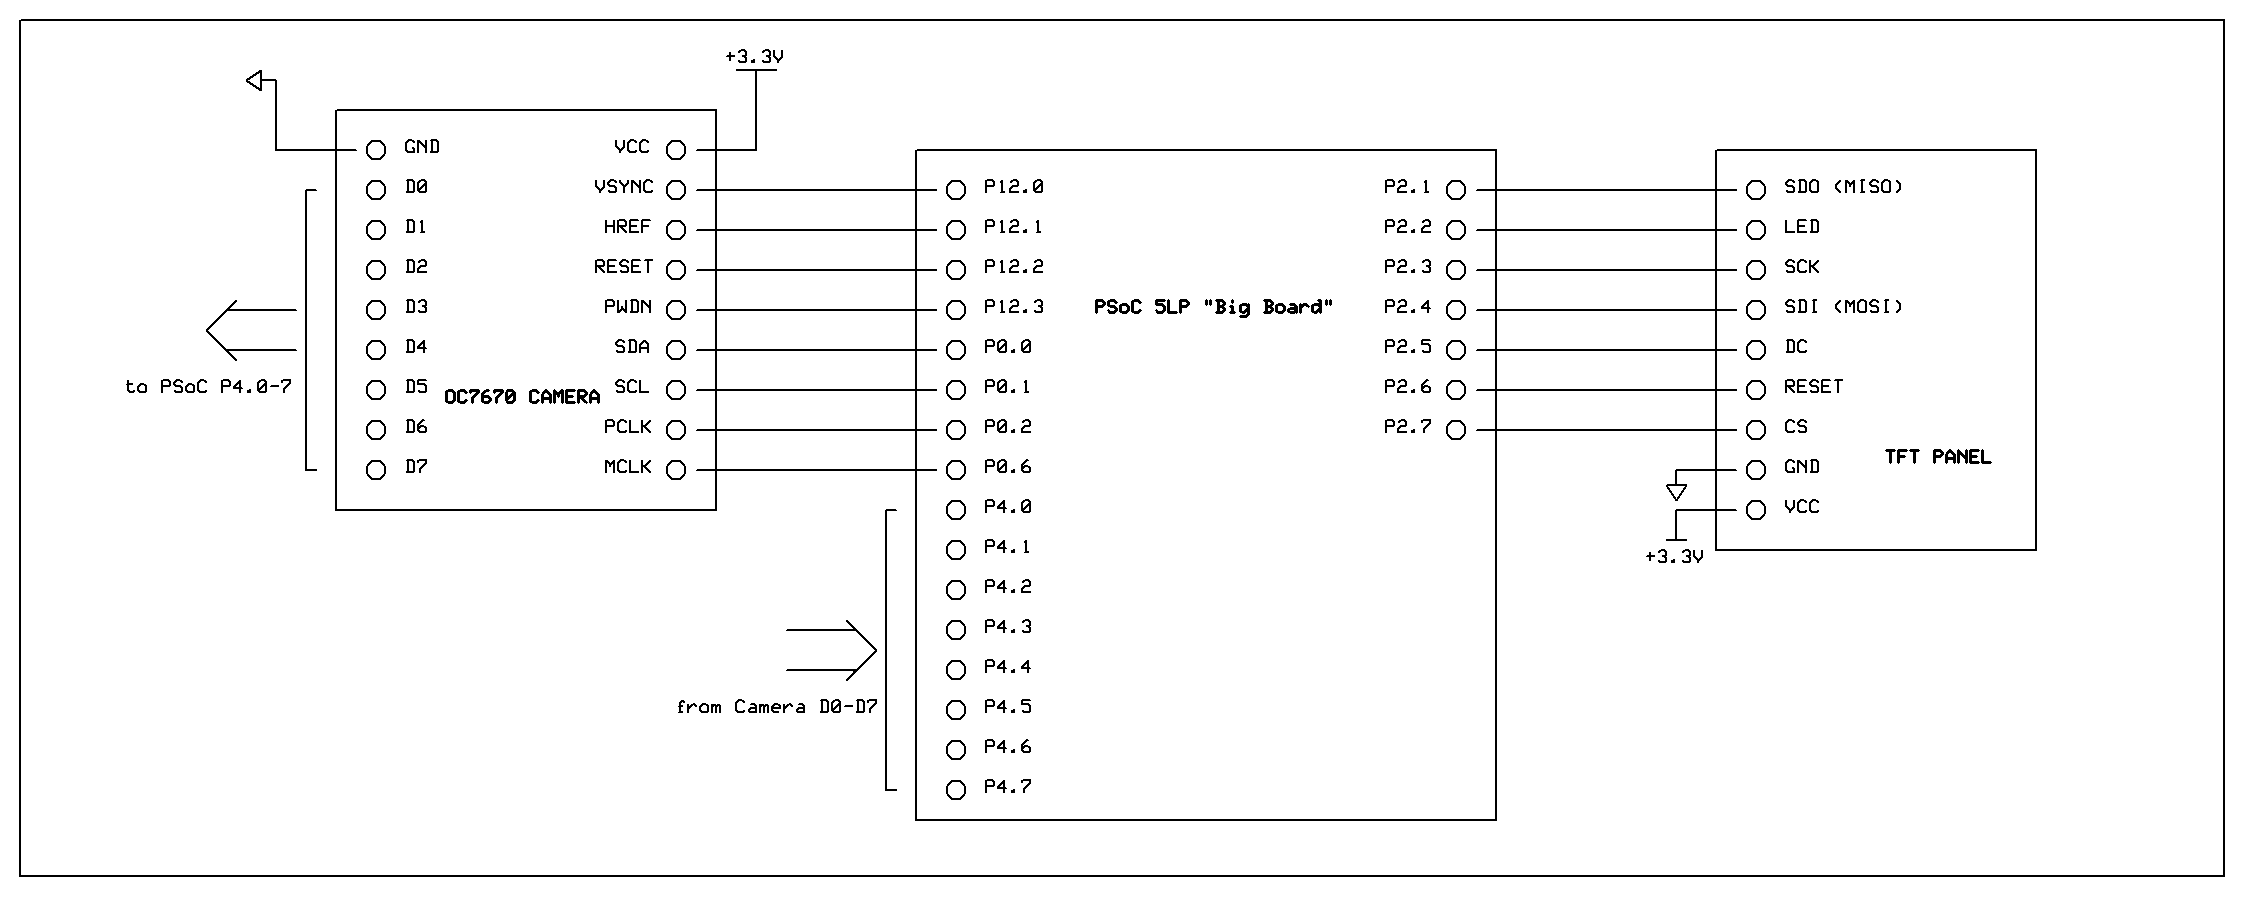 +3.3V
GND VCC
D0 VSYNC P12.0 P2.1 SDO (MISO)
D1 HREF P12.1 P2.2 LED
D2 RESET P12.2 P2.3 SCK
D3 PWDN P12.3 PSoC 5LP "Big Board" P2.4 SDI (MOSI)
D4 SDA P0.0 P2.5 DC
to PSoC P4.0-7 D5 SCL P0.1 P2.6 RESET
OC7670 CAMERA
D6 PCLK P0.2 P2.7 CS
TFT PANEL
D7 MCLK P0.6 GND
P4.0 VCC
P4.1 +3.3V
P4.2
P4.3
P4.4
from Camera D0-D7 P4.5
P4.6
P4.7